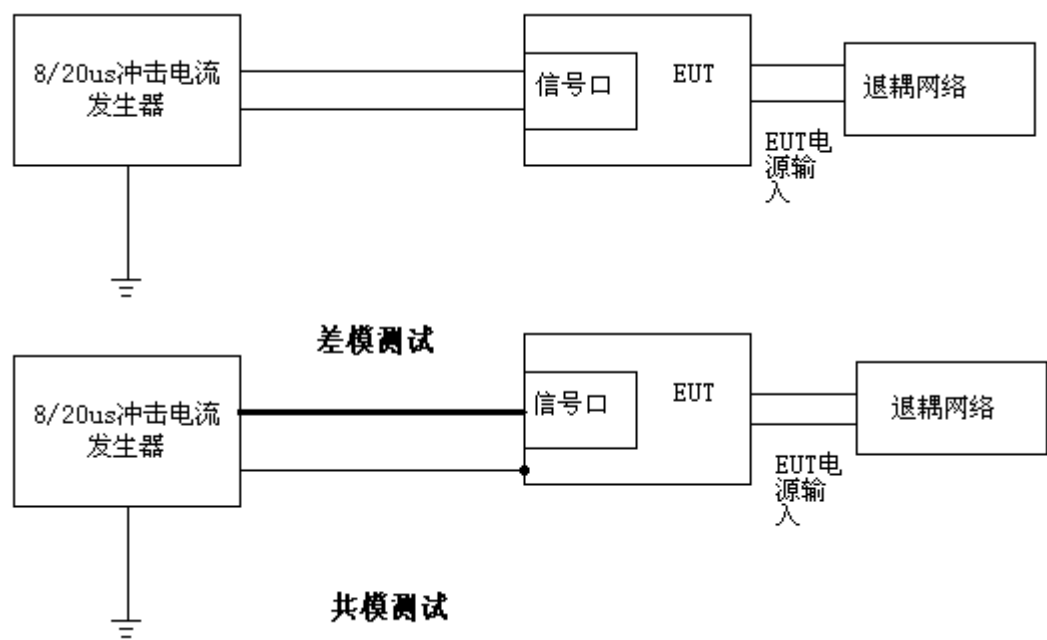 8/20us冲击电流
发生器
信号口
EUT
退耦网络
EUT电
源输
入
差模测试
8/20us冲击电流
发生器
信号口
EUT
退耦网络
EUT电
源输
入
共模测试